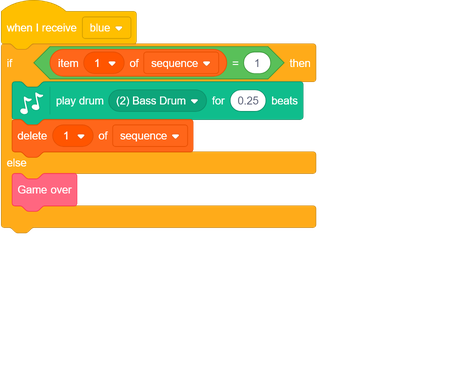 when I receive blue
if item 1 of sequence = 1 then
play drum (2) Bass Drum for 0.25 beats
delete 1 of sequence
else
Game over